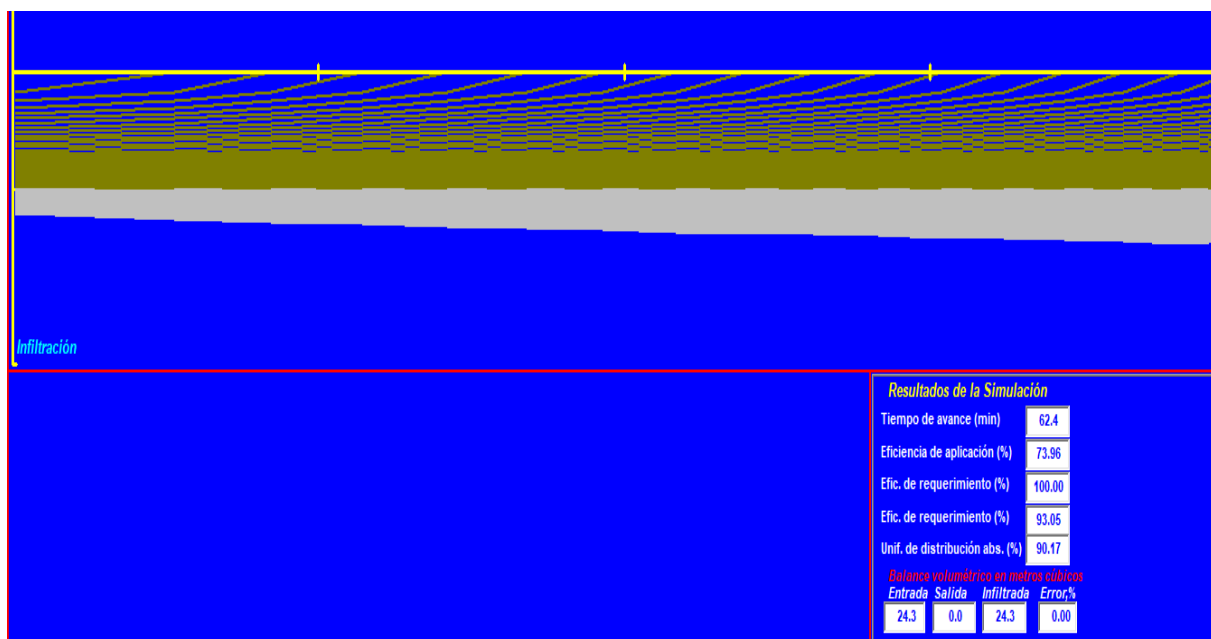 Infiltración
Resultados de la Simulación
Tiempo de avance (min) 62.4
Eficiencia de aplicación (%) 73.96
Efic. de requerimiento (%) 100.00
Efic. de requerimiento (%) 93.05
Unif. de distribución abs. (%) 90.17
Balance volumétrico en metros cúbicos
Entrada Salida Infiltrada Error,%
24.3 0.0 24.3 0.00